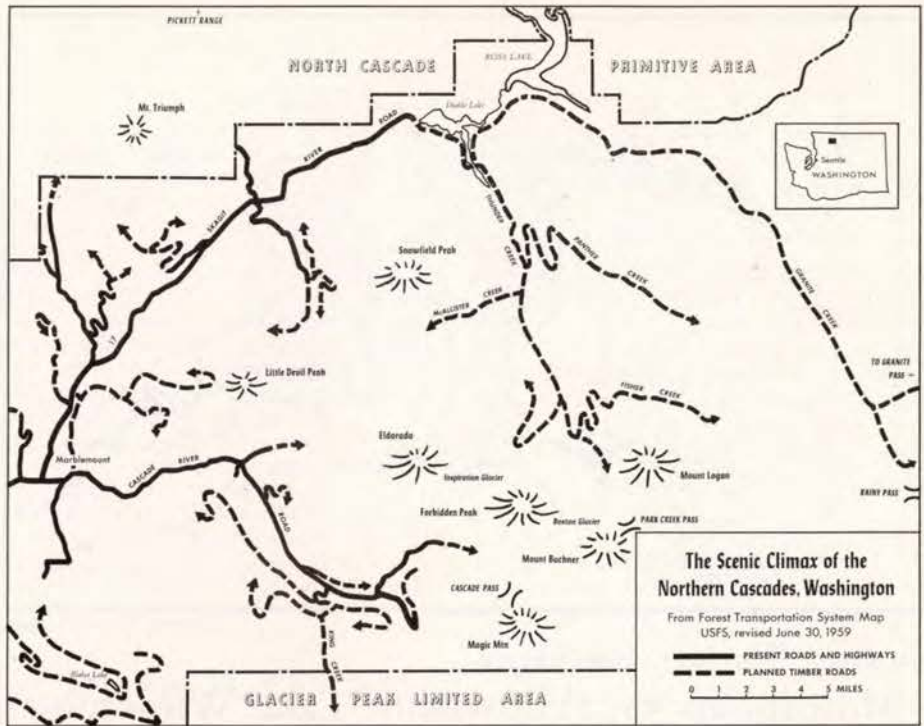 PICKETT RANGE
NORTH CASCADE
ROSS LAKE
PRIMITIVE AREA
Diablo Lake
Mt. Triumph
SKAGIT
RIVER
ROAD
Seattle
WASHINGTON
THUNDER
CREEK
PANTHER
CREEK
Snowfield Peak
McALLISTER
CREEK
GRANITE
CREEK
17
TO GRANITE
PASS
Little Devil Peak
FISHER
CREEK
Marblemount
CASCADE
RIVER
ROAD
Eldorado
Inspiration Glacier
Mount Logan
RAINY PASS
Forbidden Peak
Boston Glacier
PARK CREEK PASS
Mount Buckner
CASCADE PASS
Magic Mtn
KING
CREEK
GLACIER PEAK LIMITED AREA
The Scenic Climax of the
Northern Cascades, Washington
From Forest Transportation System Map
USFS, revised June 30, 1959
PRESENT ROADS AND HIGHWAYS
PLANNED TIMBER ROADS
0 1 2 3 4 5 MILES